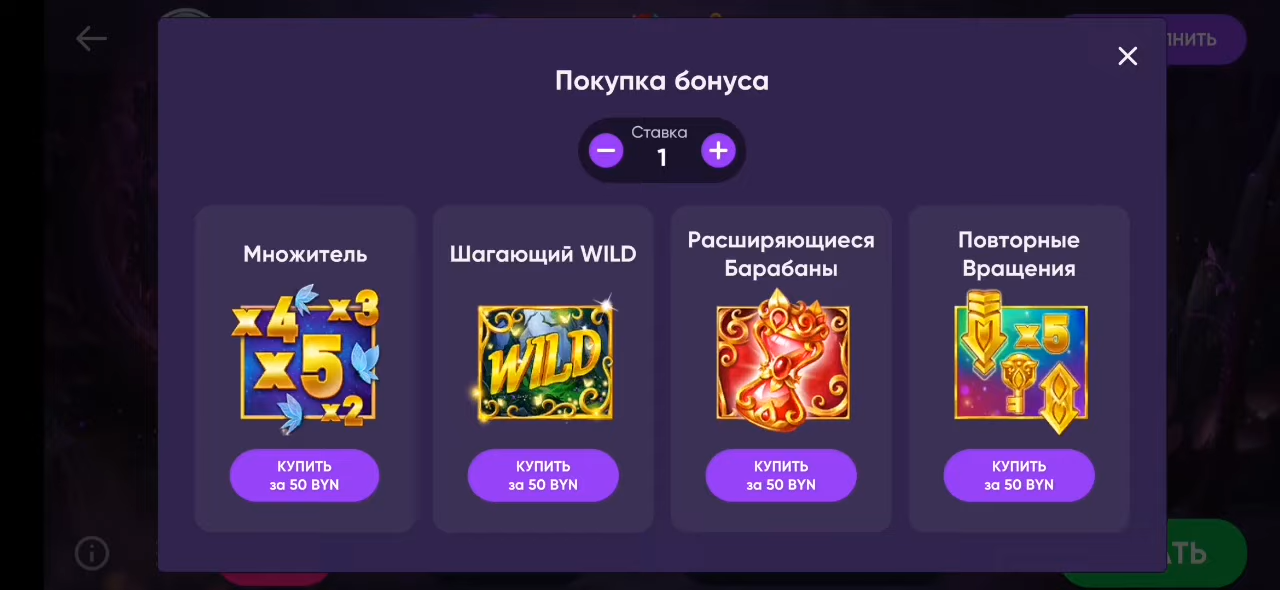 Покупка бонуса
Ставка
1
Множитель
Шагающий WILD
Расширяющиеся
Барабаны
Повторные
Вращения
x4 x3
x5
x2
WILD
x5
КУПИТЬ
за 50 BYN
КУПИТЬ
за 50 BYN
КУПИТЬ
за 50 BYN
КУПИТЬ
за 50 BYN